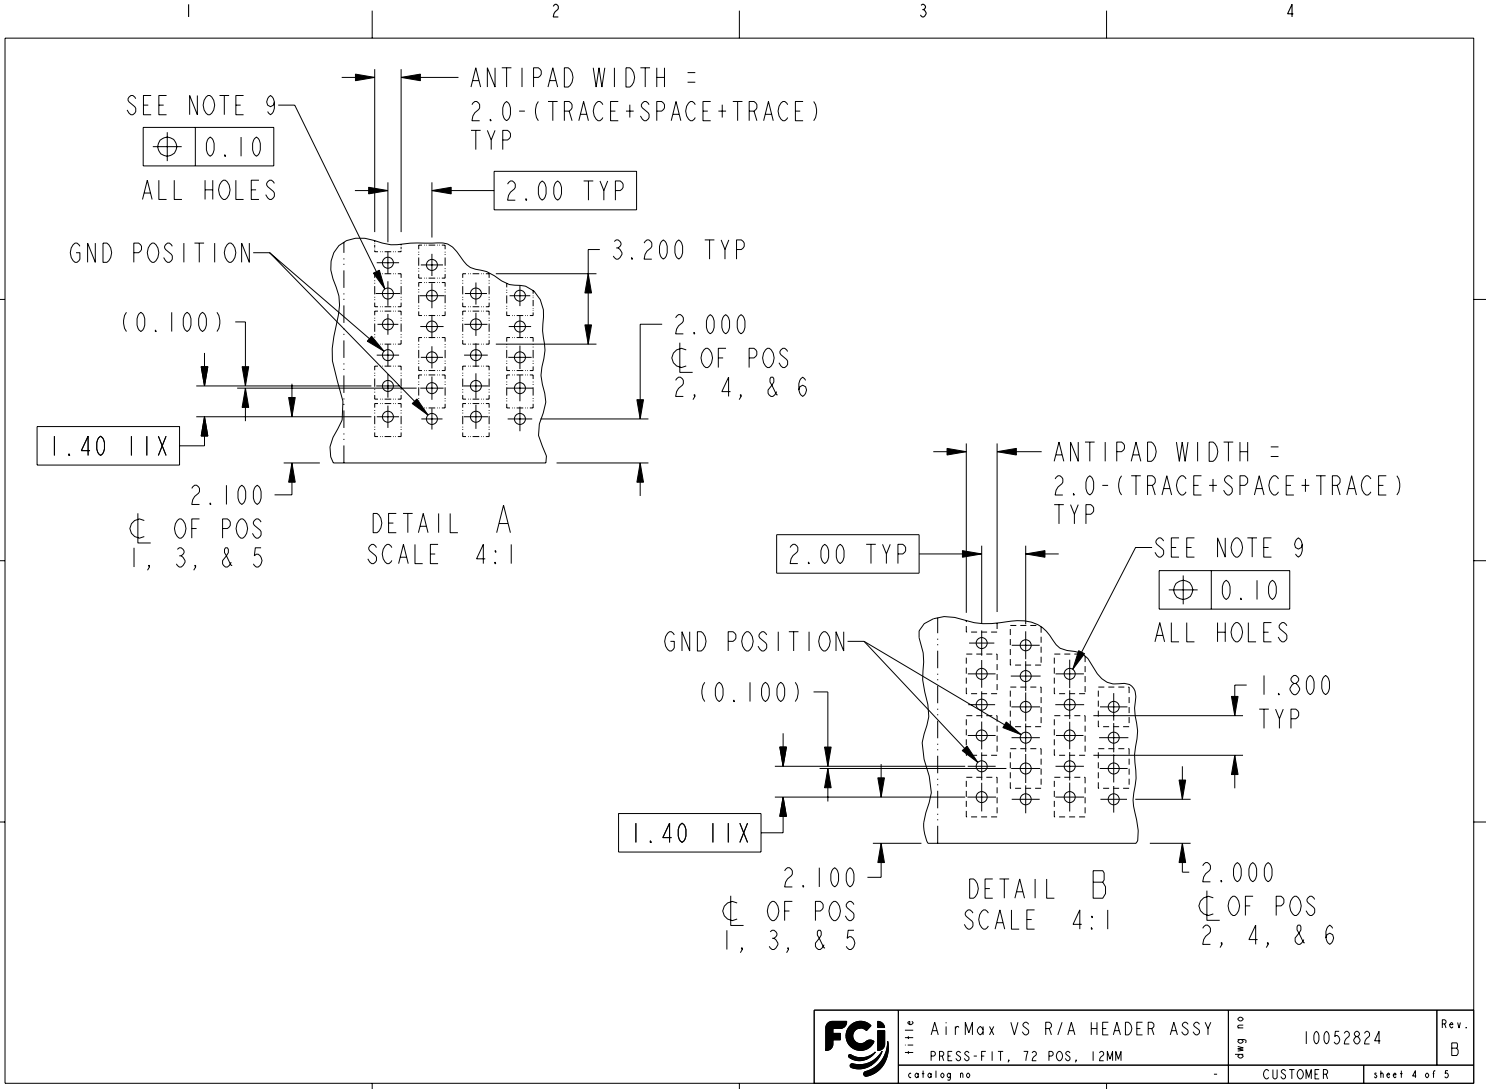 1
2
3
4
ANTIPAD WIDTH =
2.0-(TRACE+SPACE+TRACE)
TYP
SEE NOTE 9
0.10
ALL HOLES
2.00 TYP
GND POSITION
3.200 TYP
(0.100)
2.000
℄ OF POS
2, 4, & 6
1.40 11X
2.100
℄ OF POS
1, 3, & 5
DETAIL A
SCALE 4:1
ANTIPAD WIDTH =
2.0-(TRACE+SPACE+TRACE)
TYP
2.00 TYP
SEE NOTE 9
0.10
ALL HOLES
GND POSITION
(0.100)
1.800
TYP
1.40 11X
2.100
℄ OF POS
1, 3, & 5
DETAIL B
SCALE 4:1
2.000
℄ OF POS
2, 4, & 6
FCi
title
AirMax VS R/A HEADER ASSY
PRESS-FIT, 72 POS, 12MM
dwg no
10052824
Rev.
B
catalog no
-
CUSTOMER
sheet 4 of 5